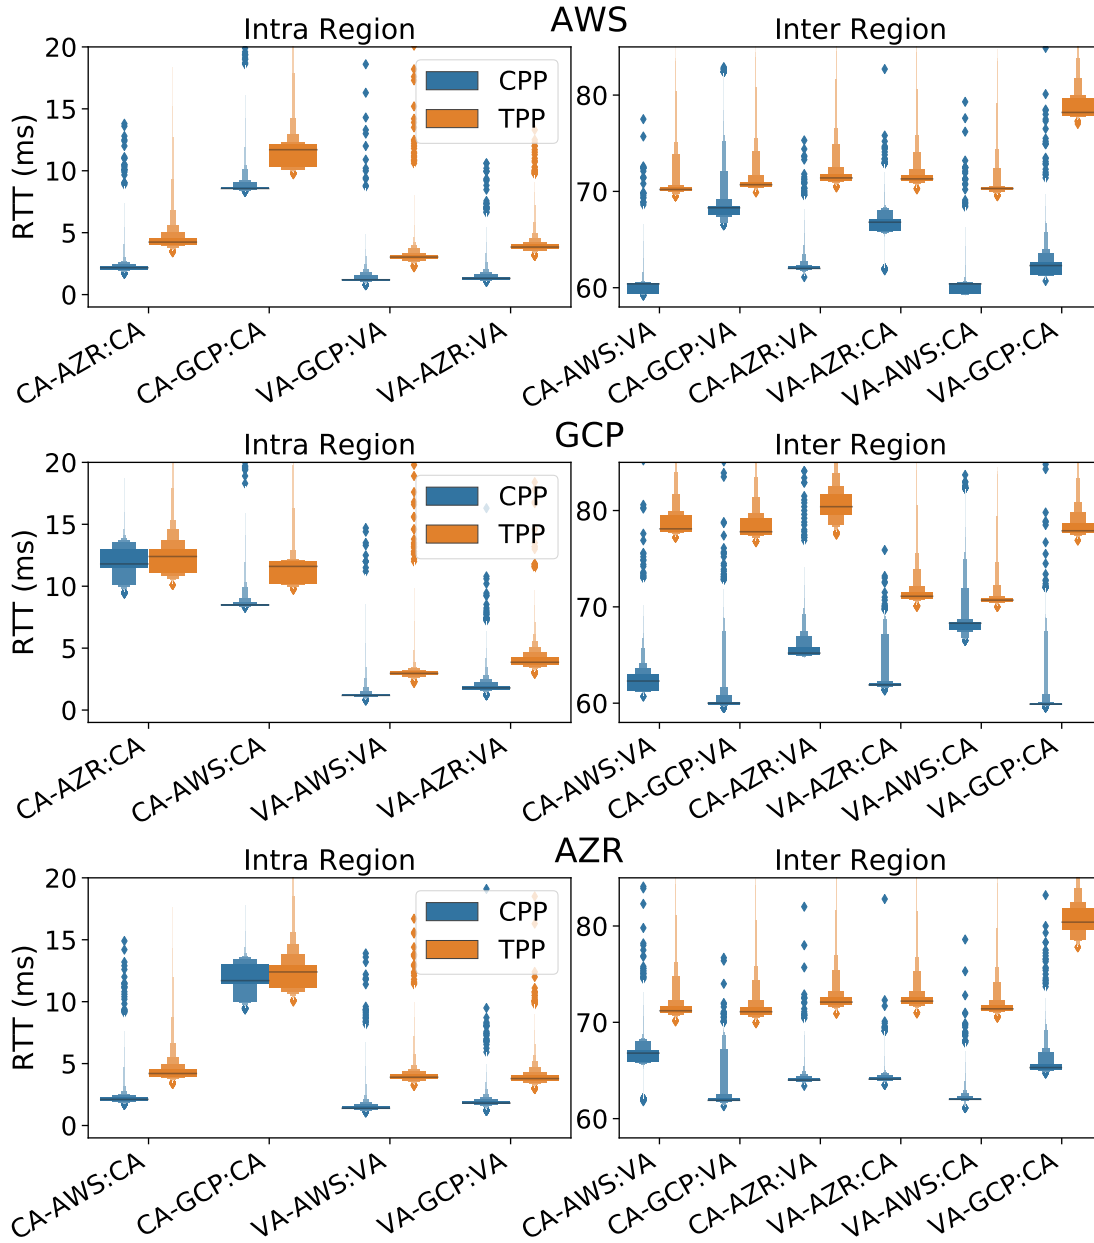 AWS
Intra Region
Inter Region
20
15
10
5
0
RTT (ms)
CPP
TPP
80
70
60
CA-AZR:CA
CA-GCP:CA
VA-GCP:VA
VA-AZR:VA
CA-AWS:VA
CA-GCP:VA
CA-AZR:VA
VA-AZR:CA
VA-AWS:CA
VA-GCP:CA
GCP
Intra Region
Inter Region
20
15
10
5
0
RTT (ms)
CPP
TPP
80
70
60
CA-AZR:CA
CA-AWS:CA
VA-AWS:VA
VA-AZR:VA
CA-AWS:VA
CA-GCP:VA
CA-AZR:VA
VA-AZR:CA
VA-AWS:CA
VA-GCP:CA
AZR
Intra Region
Inter Region
20
15
10
5
0
RTT (ms)
CPP
TPP
80
70
60
CA-AWS:CA
CA-GCP:CA
VA-AWS:VA
VA-GCP:VA
CA-AWS:VA
CA-GCP:VA
CA-AZR:VA
VA-AZR:CA
VA-AWS:CA
VA-GCP:CA